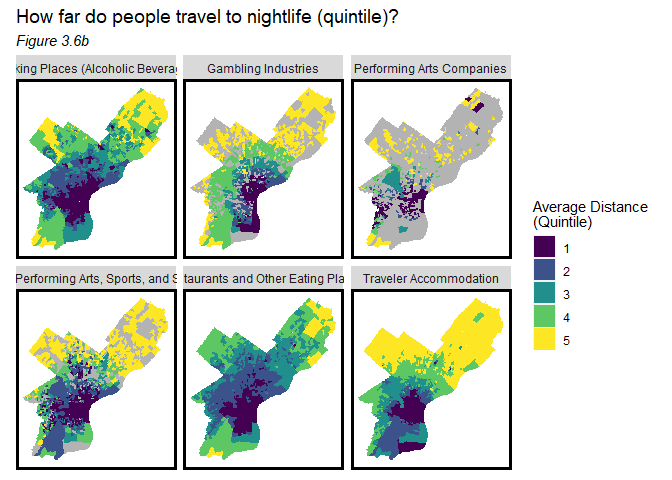 How far do people travel to nightlife (quintile)?
Figure 3.6b
king Places (Alcoholic Beverag
Gambling Industries
Performing Arts Companies
Performing Arts, Sports, and S
taurants and Other Eating Pla
Traveler Accommodation
Average Distance
(Quintile)
1
2
3
4
5